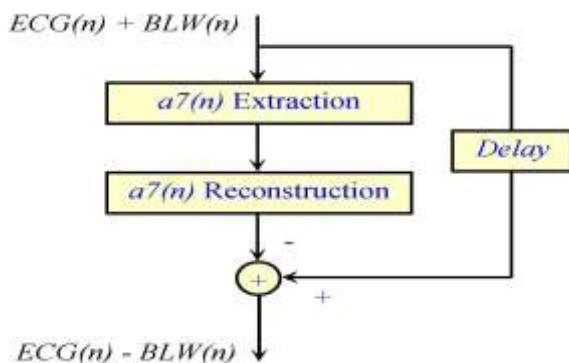 ECG(n) + BLW(n)
a7(n) Extraction
Delay
a7(n) Reconstruction
-
+
+
ECG(n) - BLW(n)